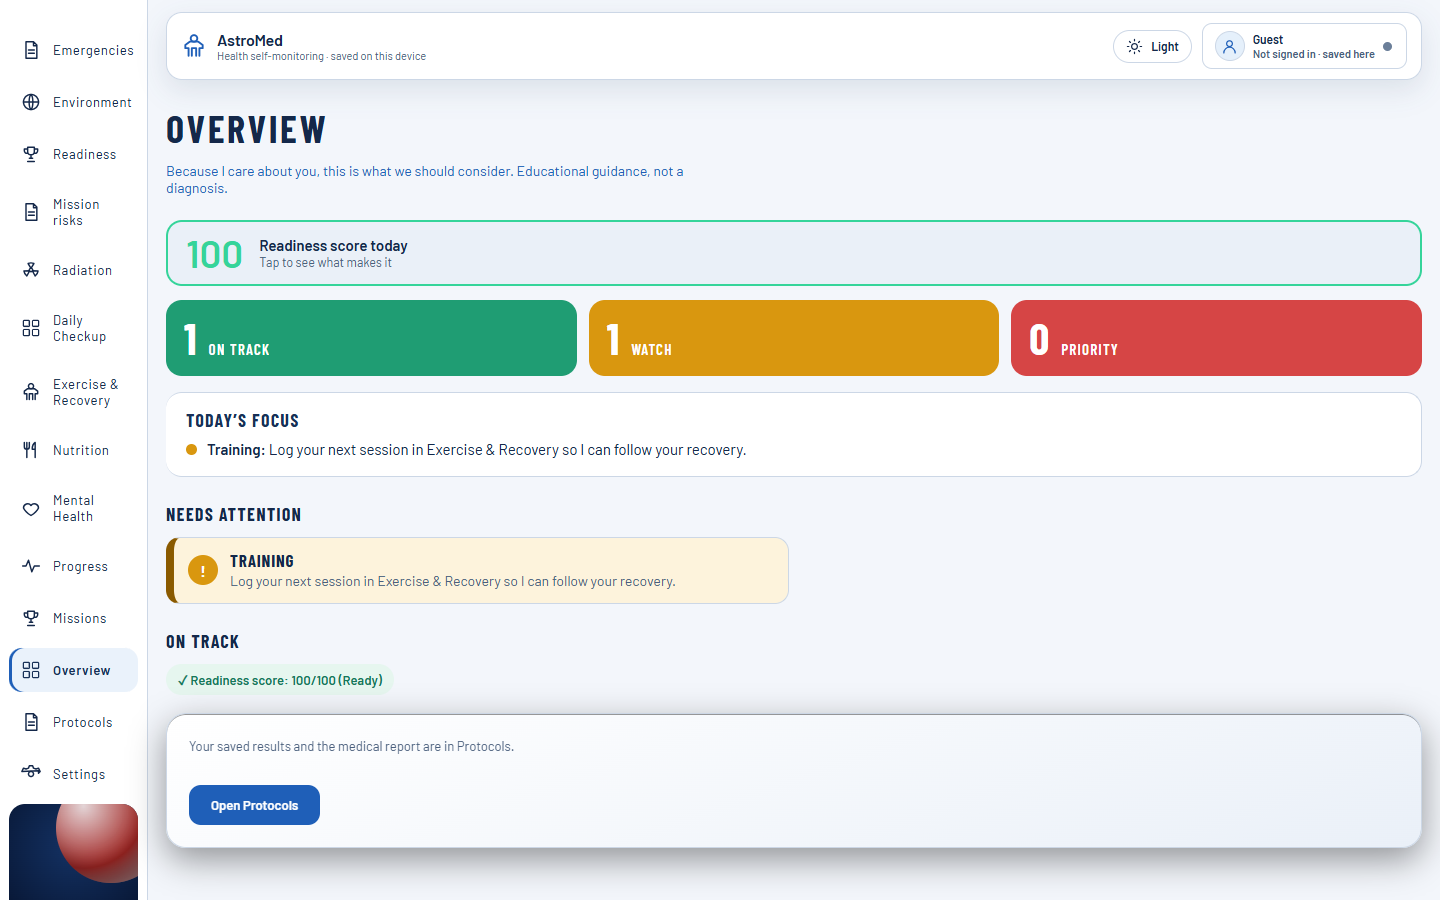 Emergencies
Environment
Readiness
Mission
risks
Radiation
Daily
Checkup
Exercise &
Recovery
Nutrition
Mental
Health
Progress
Missions
Overview
Protocols
Settings
AstroMed
Health self-monitoring · saved on this device
Light
Guest
Not signed in · saved here
OVERVIEW
Because I care about you, this is what we should consider. Educational guidance, not a
diagnosis.
100
Readiness score today
Tap to see what makes it
1 ON TRACK
1 WATCH
0 PRIORITY
TODAY'S FOCUS
Training: Log your next session in Exercise & Recovery so I can follow your recovery.
NEEDS ATTENTION
!
TRAINING
Log your next session in Exercise & Recovery so I can follow your recovery.
ON TRACK
✓ Readiness score: 100/100 (Ready)
Your saved results and the medical report are in Protocols.
Open Protocols